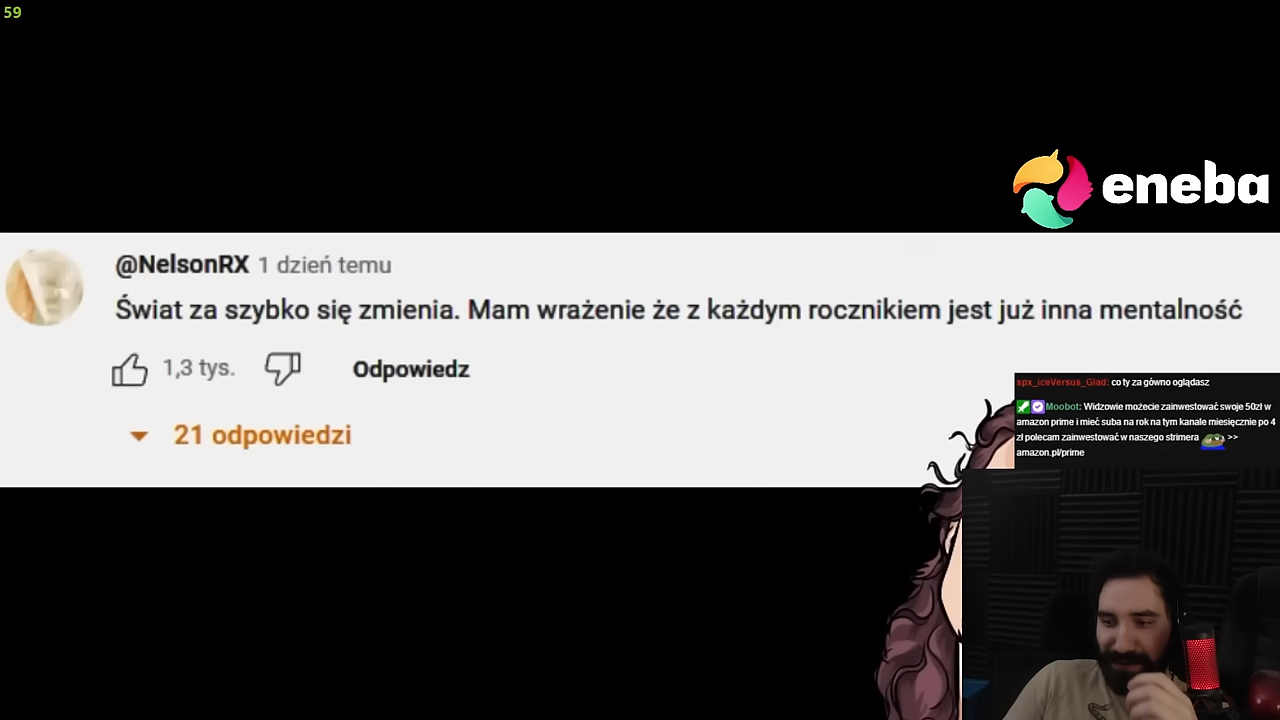 59
eneba
@NelsonRX 1 dzień temu
Świat za szybko się zmienia. Mam wrażenie że z każdym rocznikiem jest już inna mentalność
1,3 tys. Odpowiedz
21 odpowiedzi
spx_iceVersus_Glad: co ty za gówno oglądasz
Moobot: Widzowie możecie zainwestować swoje 50zł w
amazon prime i mieć suba na rok na tym kanale miesięcznie po 4
zł polecam zainwestować w naszego strimera >>
amazon.pl/prime